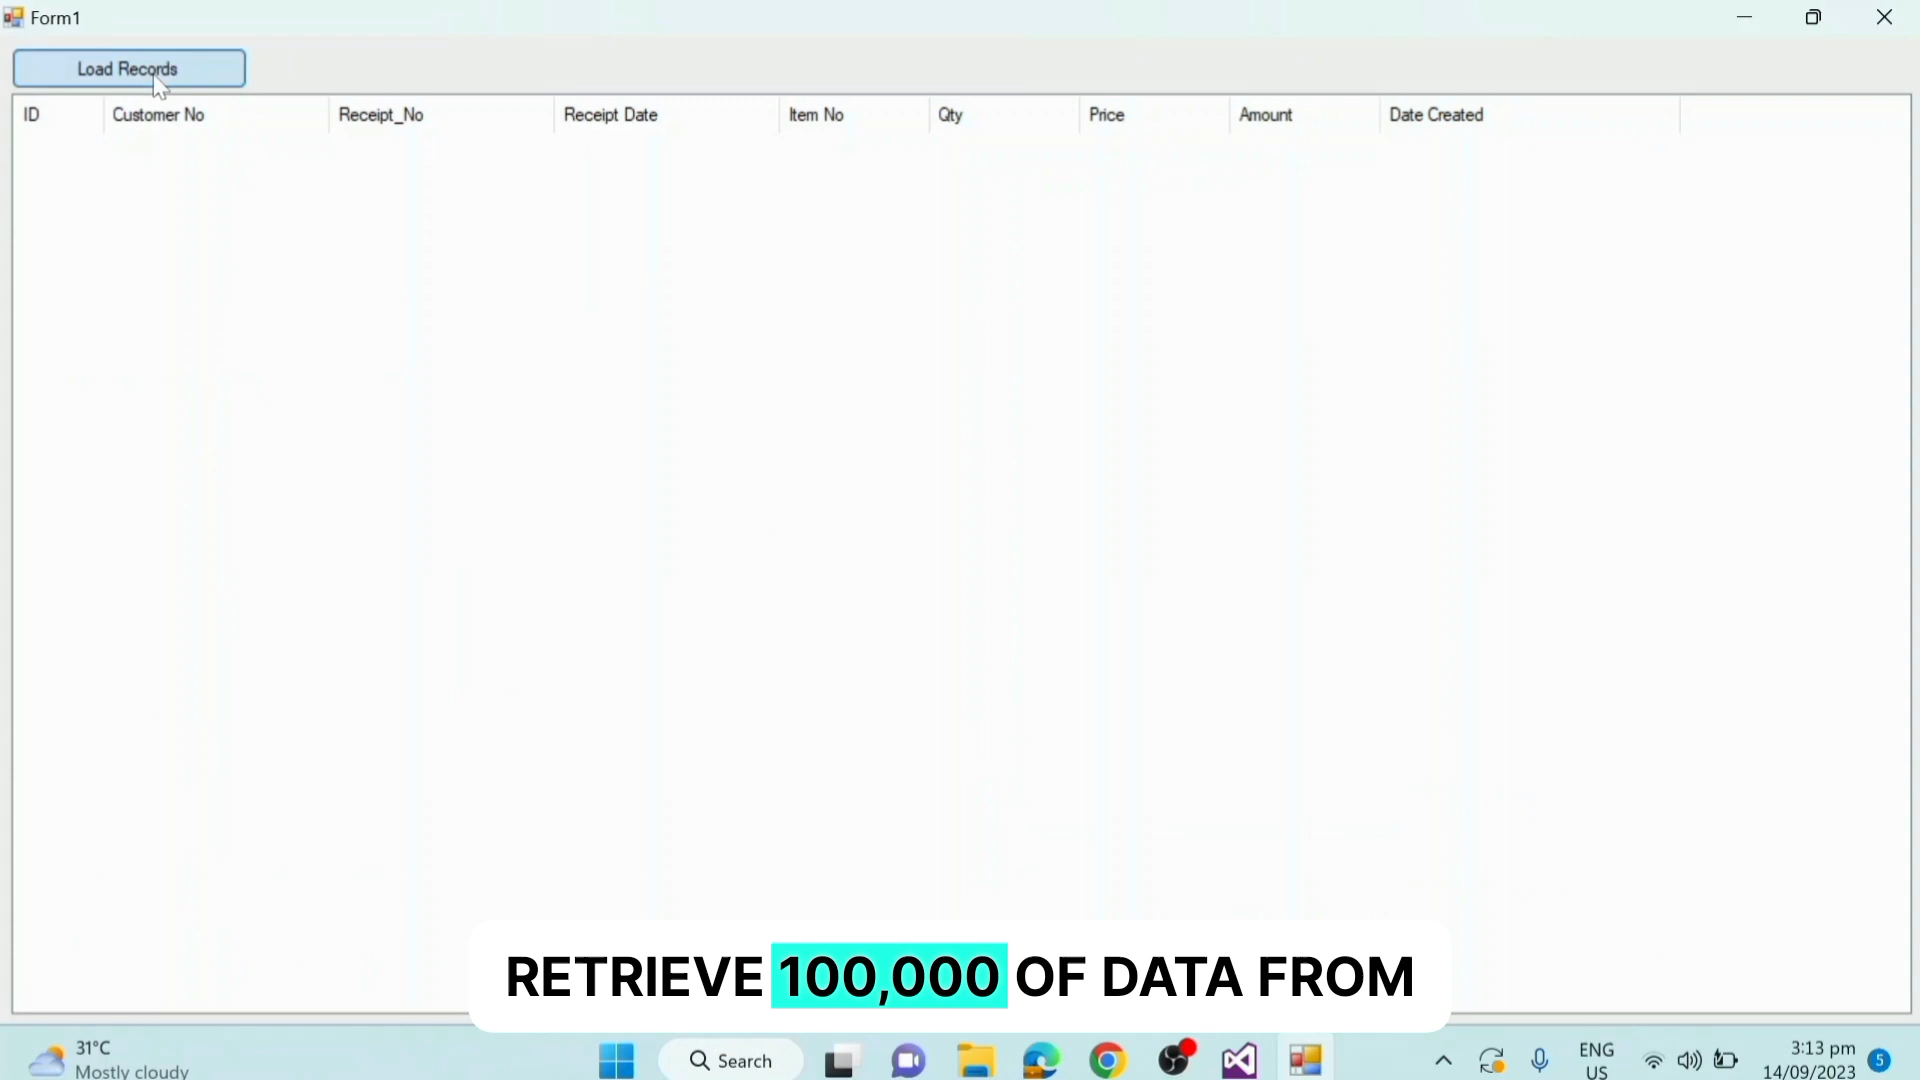 Form1
Load Records
ID Customer No Receipt_No Receipt Date Item No Qty Price Amount Date Created
RETRIEVE 100,000 OF DATA FROM
31°C
Mostly cloudy
Search
ENG
US
3:13 pm
14/09/2023
5